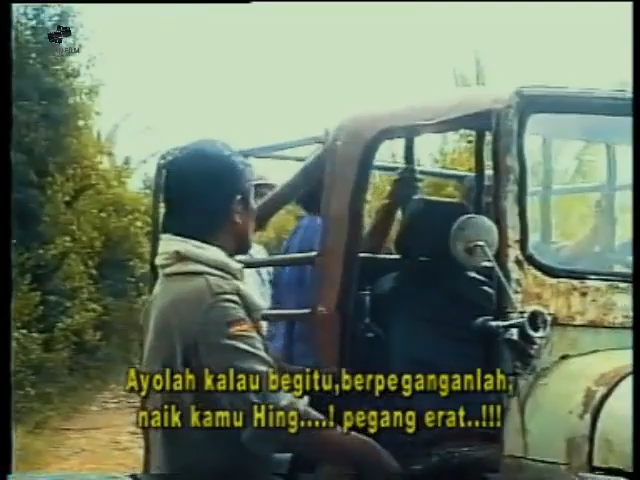 Ayolah kalau begitu,berpeganganlah,
naik kamu Hing....! pegang erat..!!!